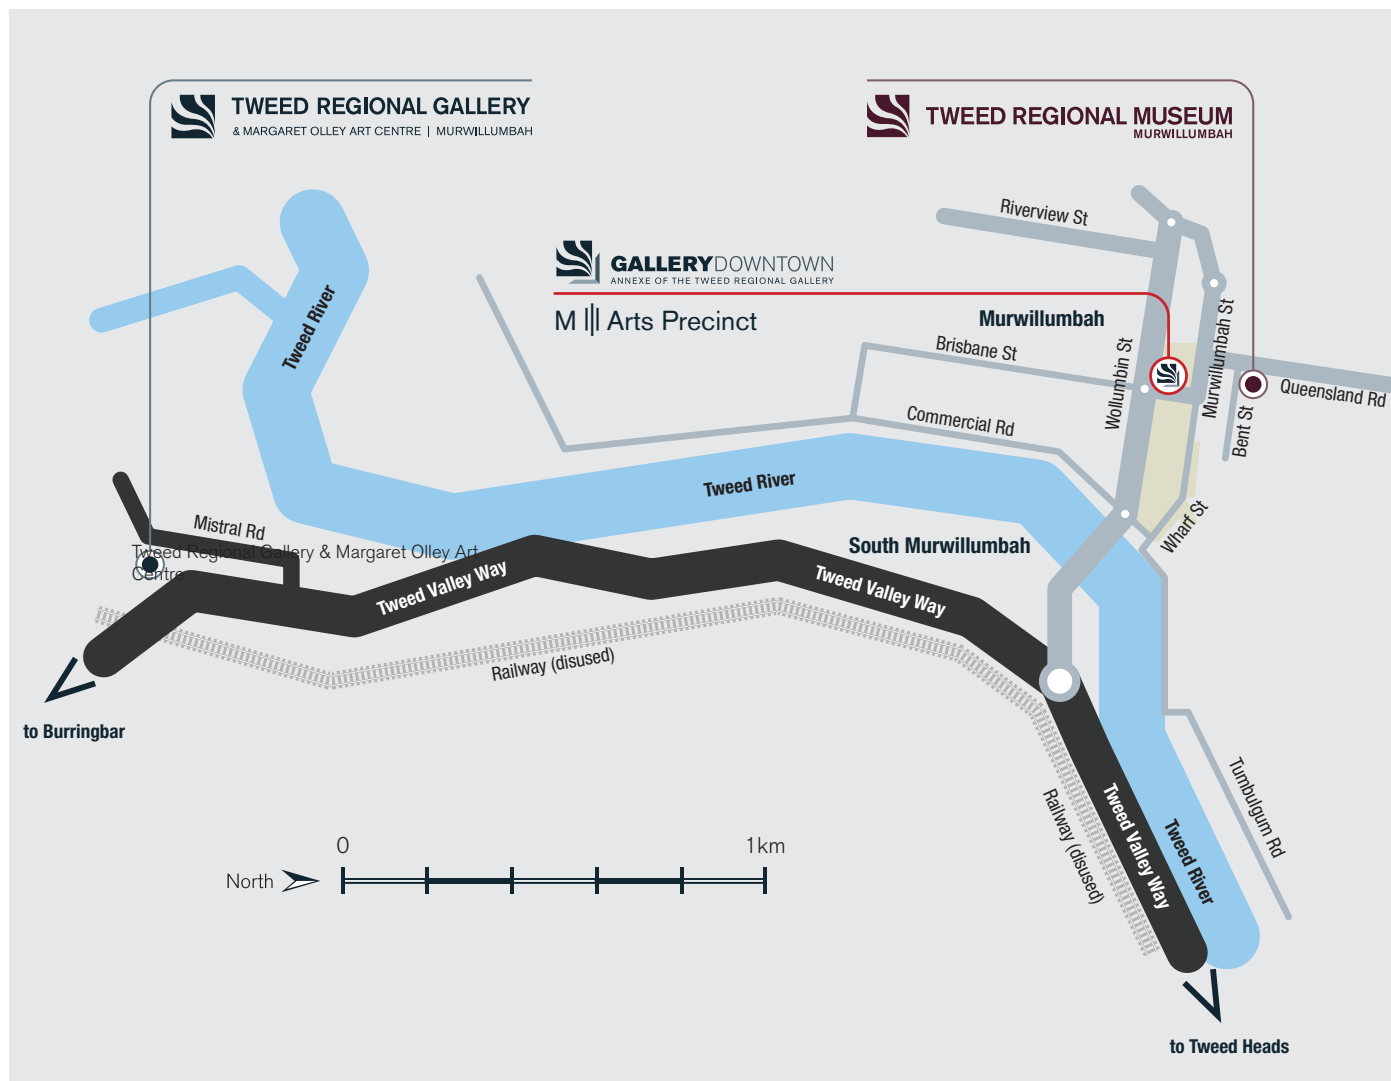 TWEED REGIONAL GALLERY
& MARGARET OLLEY ART CENTRE | MURWILLUMBAH
TWEED REGIONAL MUSEUM
MURWILLUMBAH
Riverview St
GALLERYDOWNTOWN
ANNEXE OF THE TWEED REGIONAL GALLERY
M Arts Precinct
Murwillumbah
Tweed River
Brisbane St
Wollumbin St
Murwillumbah St
Queensland Rd
Bent St
Commercial Rd
Tweed River
Wharf St
Mistral Rd
Tweed Regional Gallery & Margaret Olley Art
Centre
South Murwillumbah
Tweed Valley Way
Tweed Valley Way
Railway (disused)
to Burringbar
Tumbulgum Rd
Railway (disused)
Tweed Valley Way
Tweed River
0
1km
North
to Tweed Heads